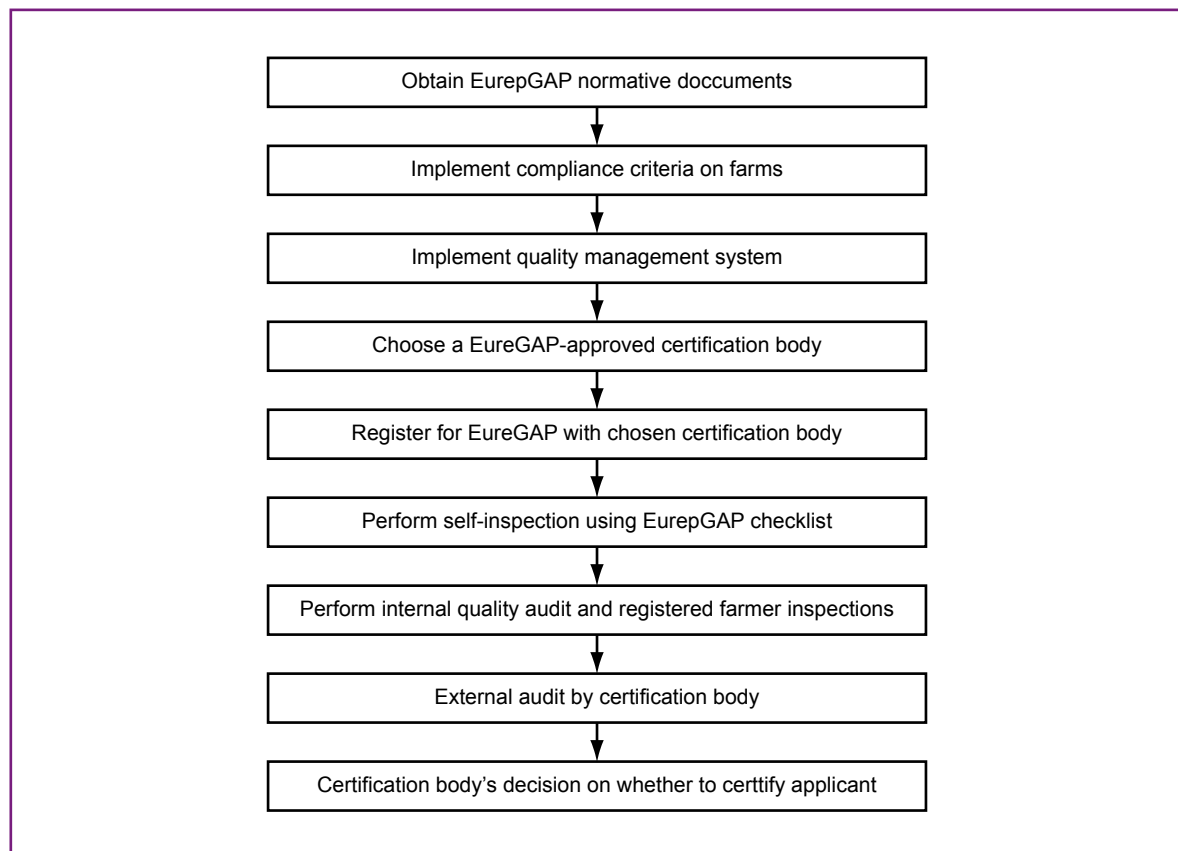 Obtain EurepGAP normative doccuments
Implement compliance criteria on farms
Implement quality management system
Choose a EureGAP-approved certification body
Register for EureGAP with chosen certification body
Perform self-inspection using EurepGAP checklist
Perform internal quality audit and registered farmer inspections
External audit by certification body
Certification body’s decision on whether to certtify applicant